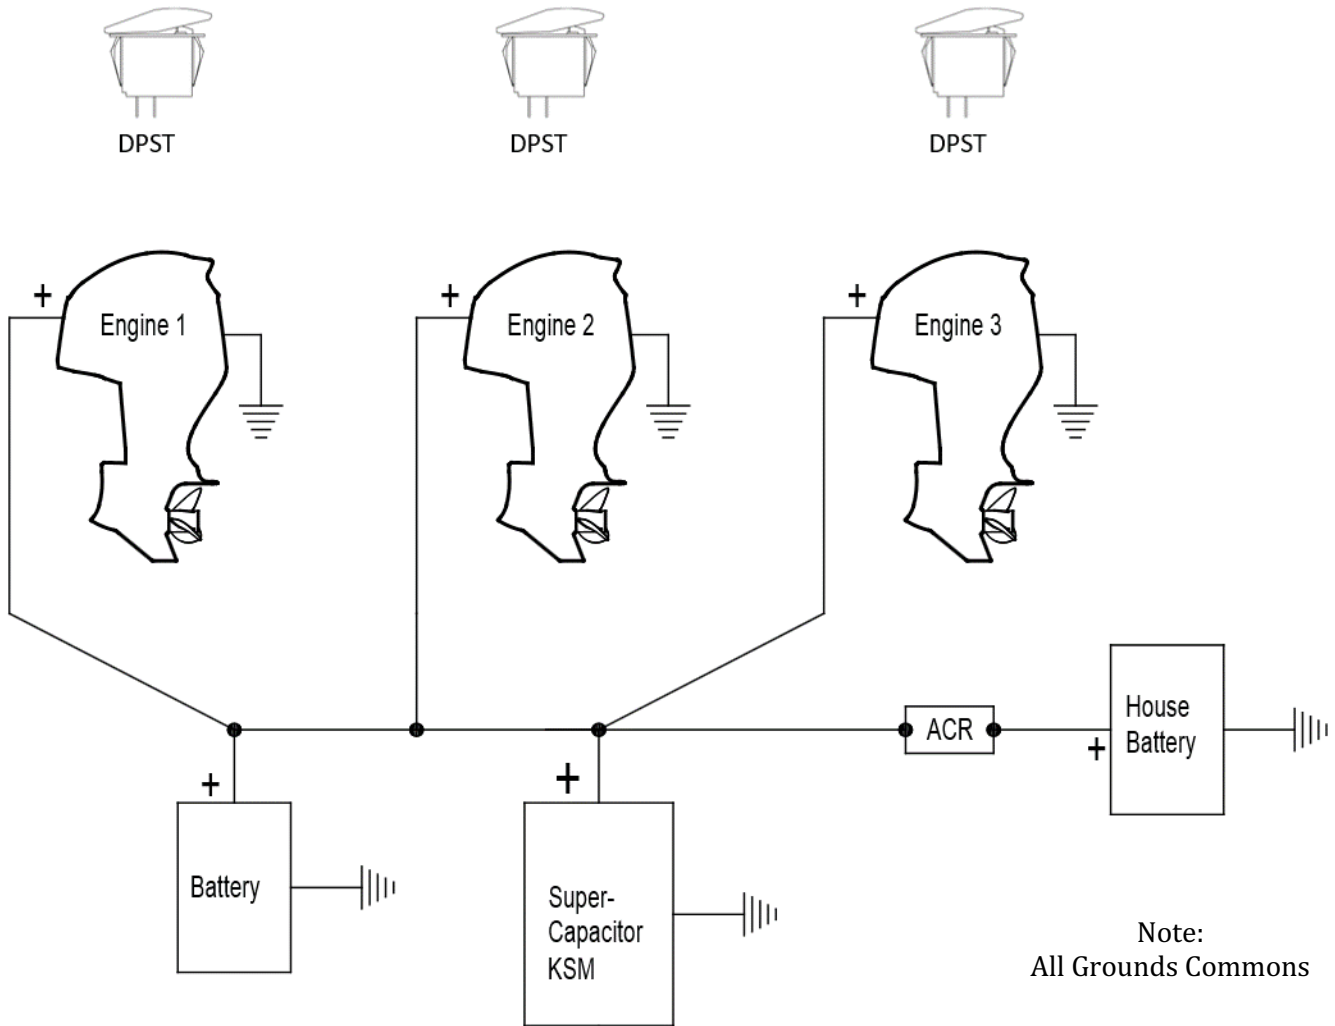 DPST
DPST
DPST
+
+
+
Engine 1
Engine 2
Engine 3
House
Battery
ACR
+
+
+
Battery
Super-
Capacitor
KSM
Note:
All Grounds Commons